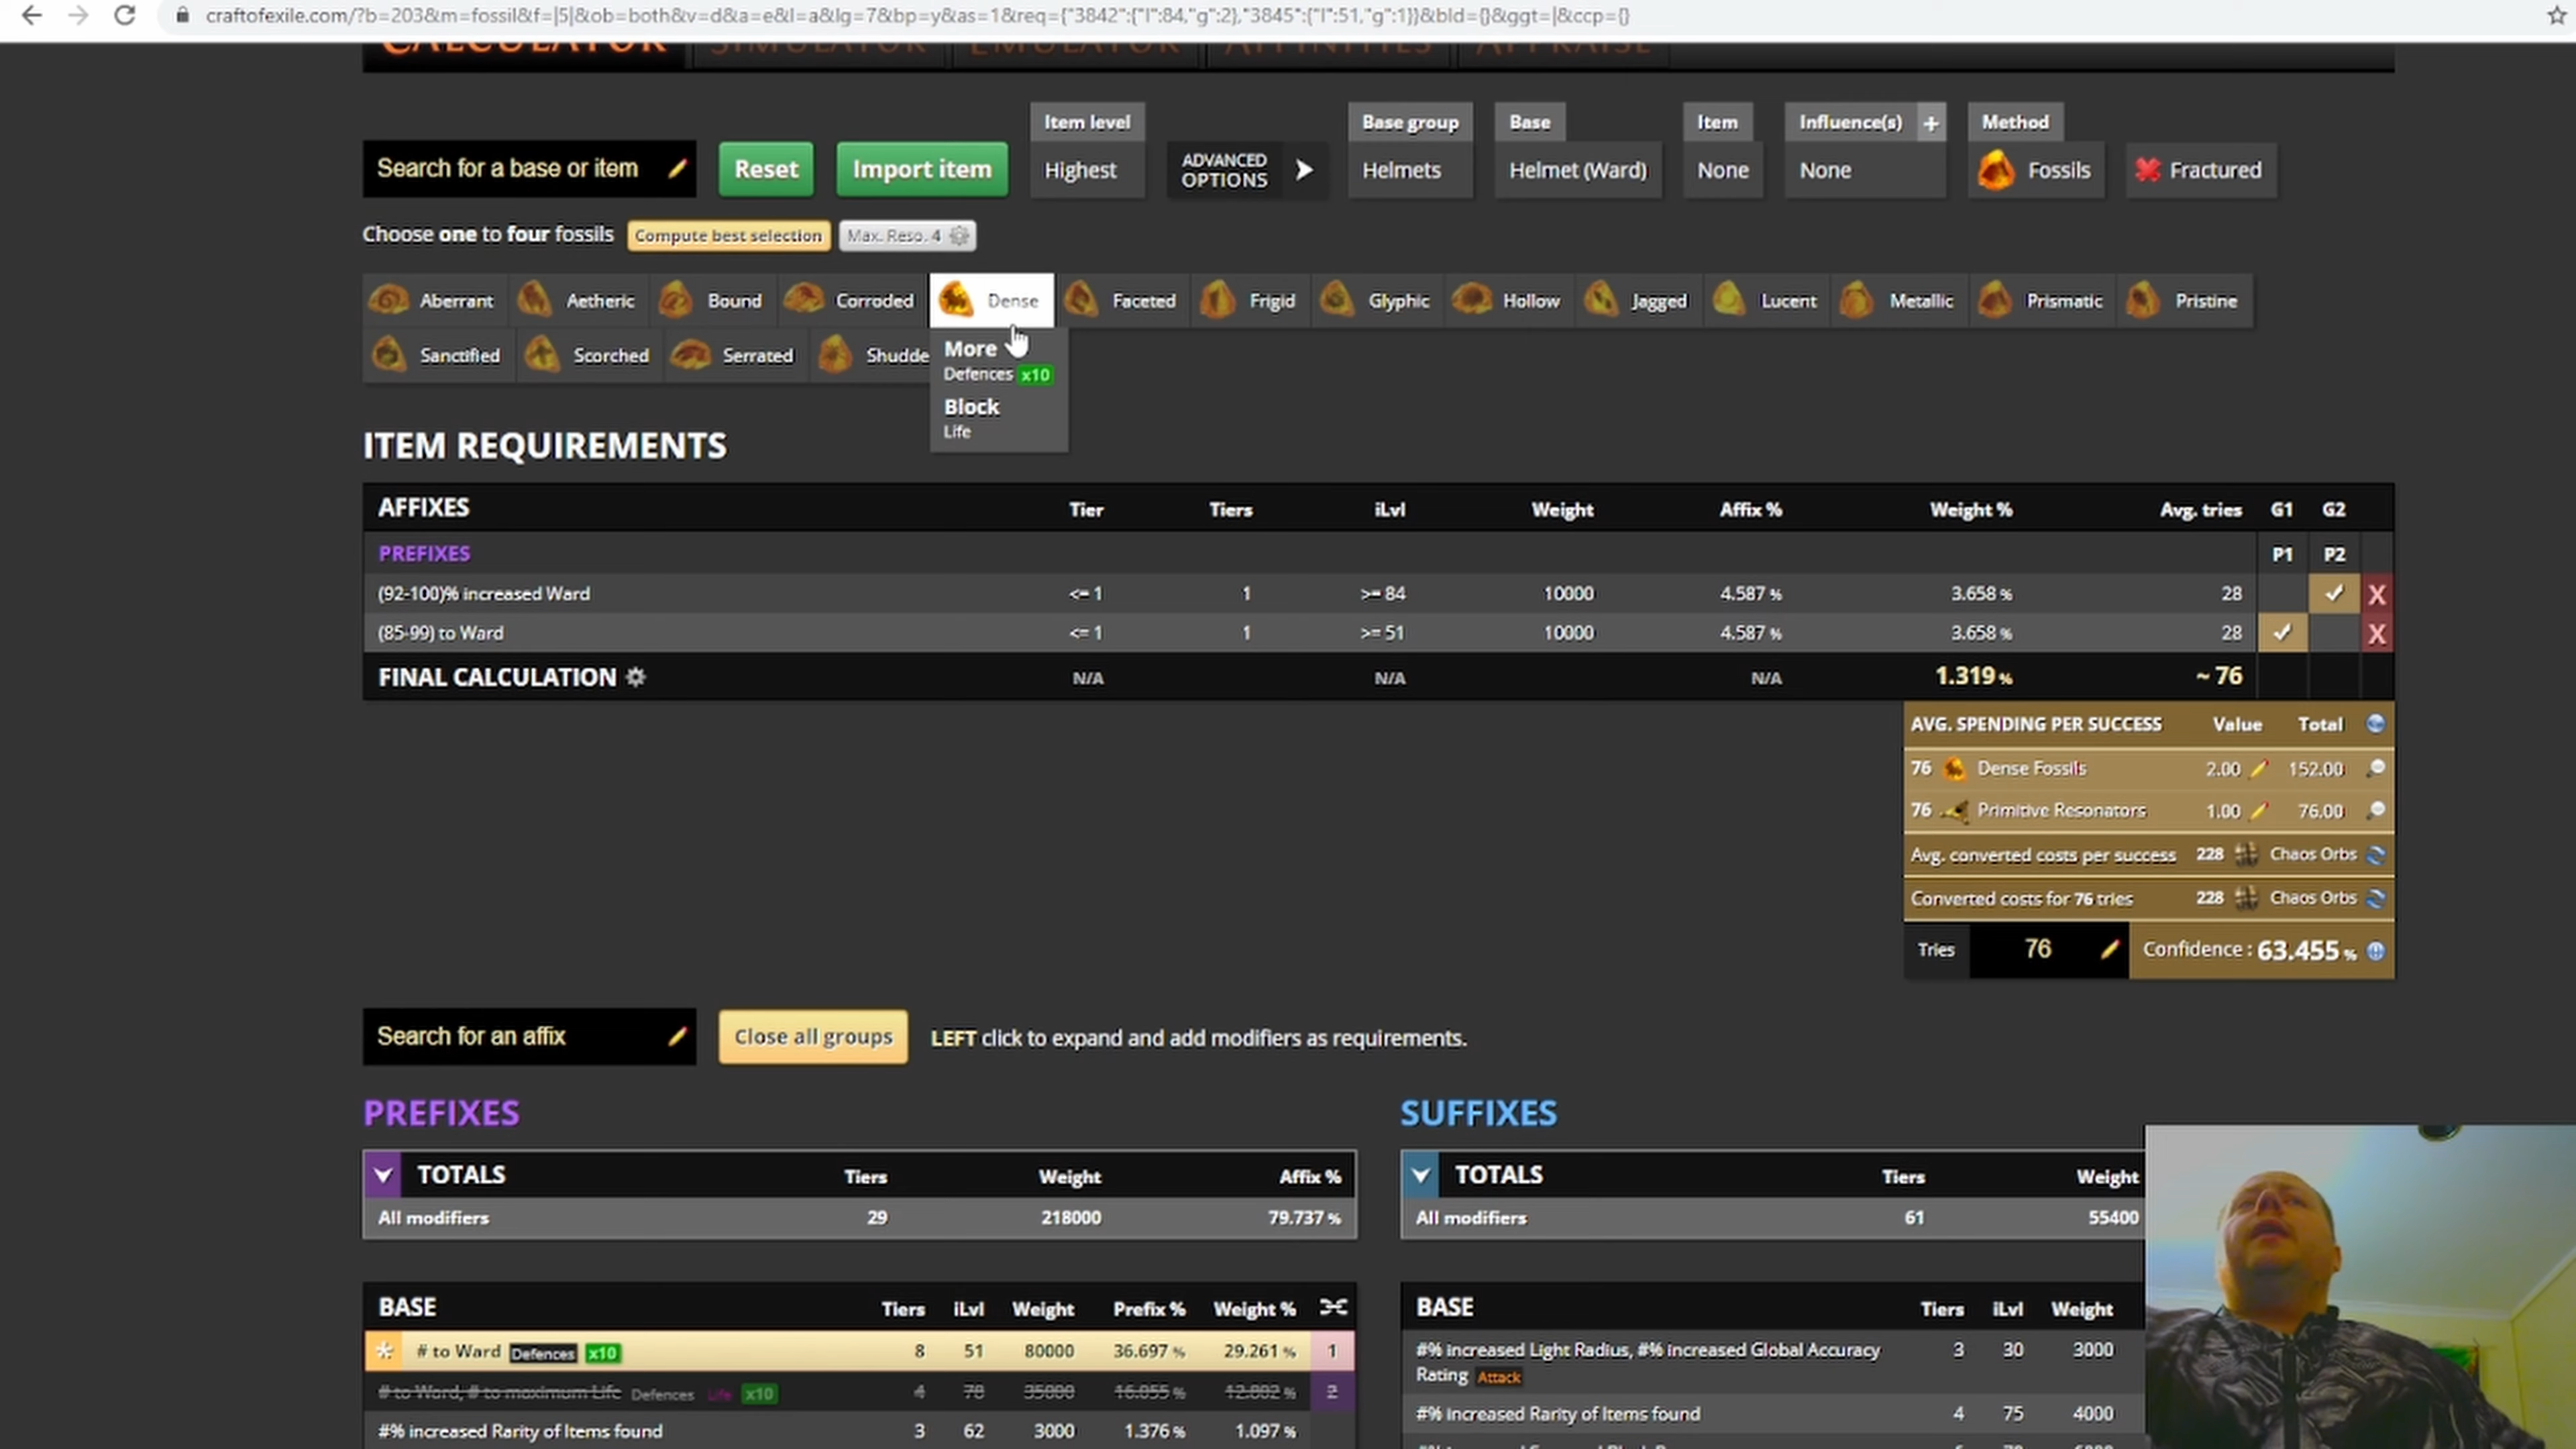 craftofexile.com/?b=203&m=fossil&f=|5|&ob=both&v=d&a=e&l=a&lg=7&bp=y&as=1&req={"3842":{"l":84,"g":2},"3845":{"l":51,"g":1}}&bld={}&ggt=|&ccp={}
CALCULATOR SIMULATOR EMULATOR AFFINITIES APPRAISE
Item level Base group Base Item Influence(s) + Method
Search for a base or item Reset Import item Highest ADVANCED OPTIONS Helmets Helmet (Ward) None None Fossils Fractured
Choose one to four fossils Compute best selection Max. Reso. 4
Aberrant Aetheric Bound Corroded Dense Faceted Frigid Glyphic Hollow Jagged Lucent Metallic Prismatic Pristine
Sanctified Scorched Serrated Shudde
More
Defences x10
Block
Life
ITEM REQUIREMENTS
AFFIXES Tier Tiers iLvl Weight Affix % Weight % Avg. tries G1 G2
PREFIXES P1 P2
(92-100)% increased Ward <= 1 1 >= 84 10000 4.587 % 3.658 % 28 X
(85-99) to Ward <= 1 1 >= 51 10000 4.587 % 3.658 % 28 X
FINAL CALCULATION N/A N/A N/A 1.319 % ~ 76
AVG. SPENDING PER SUCCESS Value Total
76 Dense Fossils 2.00 152.00
76 Primitive Resonators 1.00 76.00
Avg. converted costs per success 228 Chaos Orbs
Converted costs for 76 tries 228 Chaos Orbs
Tries 76 Confidence : 63.455 %
Search for an affix Close all groups LEFT click to expand and add modifiers as requirements.
PREFIXES SUFFIXES
TOTALS Tiers Weight Affix % TOTALS Tiers Weight
All modifiers 29 218000 79.737 % All modifiers 61 55400
BASE Tiers iLvl Weight Prefix % Weight % BASE Tiers iLvl Weight
# to Ward Defences x10 8 51 80000 36.697 % 29.261 % 1 #% increased Light Radius, #% increased Global Accuracy 3 30 3000
Rating Attack
# to Ward, # to maximum Life Defences Life x10 4 78 35000 16.055 % 12.802 % 2
#% increased Rarity of Items found 4 75 4000
#% increased Rarity of Items found 3 62 3000 1.376 % 1.097 %